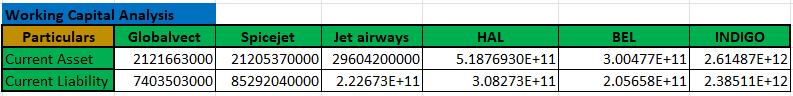 Working Capital Analysis
Particulars Globalvect Spicejet Jet airways HAL BEL INDIGO
Current Asset 2121663000 21205370000 29604200000 5.1876930E+11 3.00477E+11 2.61487E+12
Current Liability 7403503000 85292040000 2.22673E+11 3.08273E+11 2.05658E+11 2.38511E+12